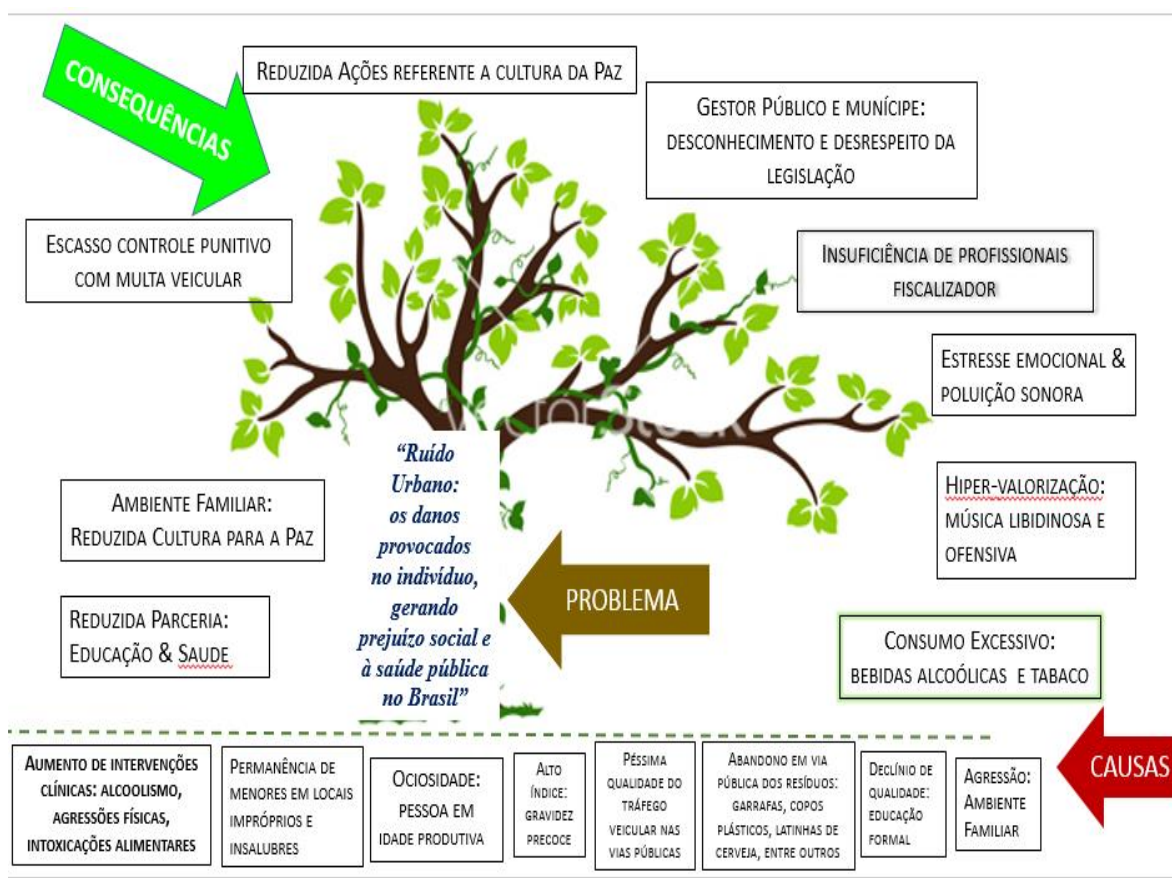 CONSEQUÊNCIAS
REDUZIDA AÇÕES REFERENTE A CULTURA DA PAZ
GESTOR PÚBLICO E MUNÍCIPE:
DESCONHECIMENTO E DESRESPEITO DA
LEGISLAÇÃO
ESCASSO CONTROLE PUNITIVO
COM MULTA VEICULAR
INSUFICIÊNCIA DE PROFISSIONAIS
FISCALIZADOR
ESTRESSE EMOCIONAL &
POLUIÇÃO SONORA
HIPER-VALORIZAÇÃO:
MÚSICA LIBIDINOSA E
OFENSIVA
AMBIENTE FAMILIAR:
REDUZIDA CULTURA PARA A PAZ
REDUZIDA PARCERIA:
EDUCAÇÃO & SAUDE
“Ruído
Urbano:
os danos
provocados
no indivíduo,
gerando
prejuízo social e
à saúde pública
no Brasil”
PROBLEMA
CONSUMO EXCESSIVO:
BEBIDAS ALCOÓLICAS E TABACO
CAUSAS
AUMENTO DE INTERVENÇÕES
CLÍNICAS: ALCOOLISMO,
AGRESSÕES FÍSICAS,
INTOXICAÇÕES ALIMENTARES
PERMANÊNCIA DE
MENORES EM LOCAIS
IMPRÓPRIOS E
INSALUBRES
OCIOSIDADE:
PESSOA EM
IDADE PRODUTIVA
ALTO
ÍNDICE:
GRAVIDEZ
PRECOCE
PÉSSIMA
QUALIDADE DO
TRÁFEGO
VEICULAR NAS
VIAS PÚBLICAS
ABANDONO EM VIA
PÚBLICA DOS RESÍDUOS:
GARRAFAS, COPOS
PLÁSTICOS, LATINHAS DE
CERVEJA, ENTRE OUTROS
DECLÍNIO DE
QUALIDADE:
EDUCAÇÃO
FORMAL
AGRESSÃO:
AMBIENTE
FAMILIAR